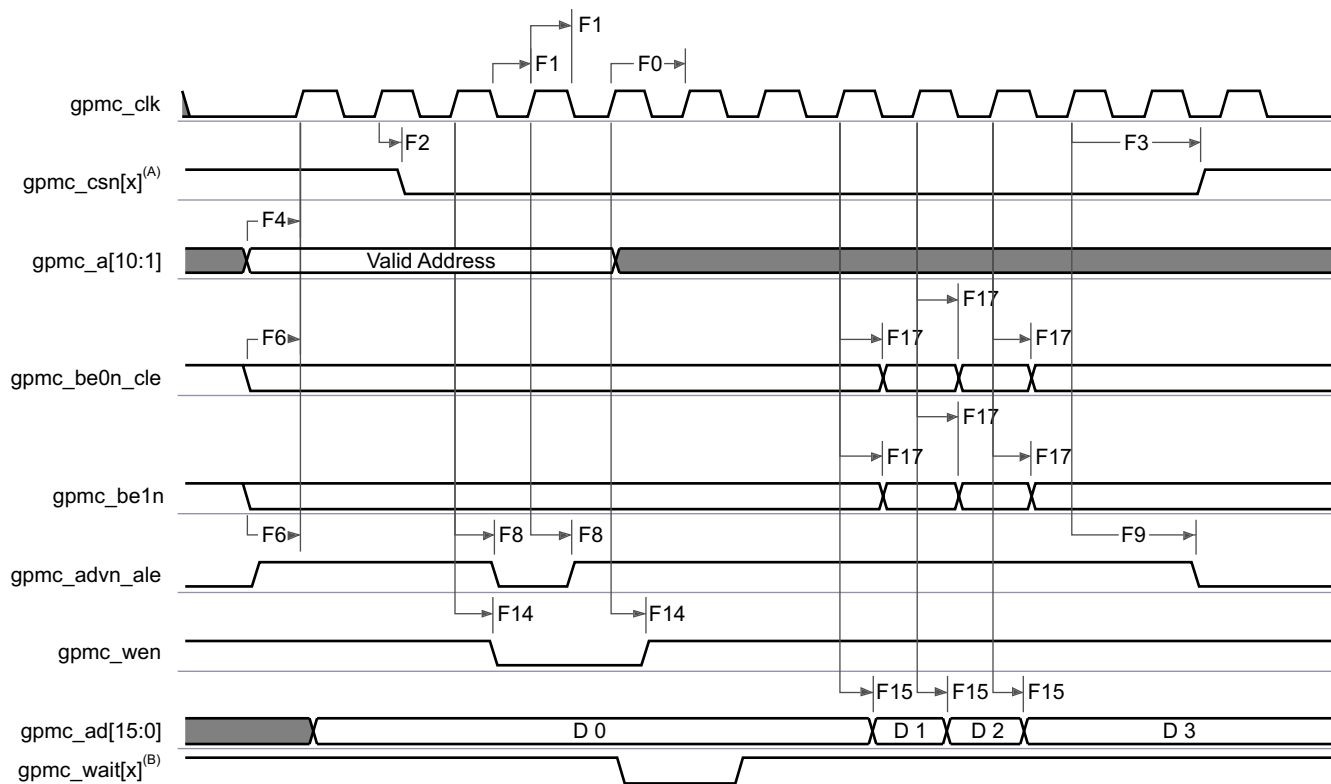 F1
F1 F0
gpmc_clk
F2 F3
gpmc_csn[x](A)
F4
gpmc_a[10:1] Valid Address
F17
F6 F17 F17
gpmc_be0n_cle
F17
F17 F17
gpmc_be1n
F6 F8 F8 F9
gpmc_advn_ale
F14 F14
gpmc_wen
F15 F15 F15
gpmc_ad[15:0] D 0 D 1 D 2 D 3
gpmc_wait[x](B)